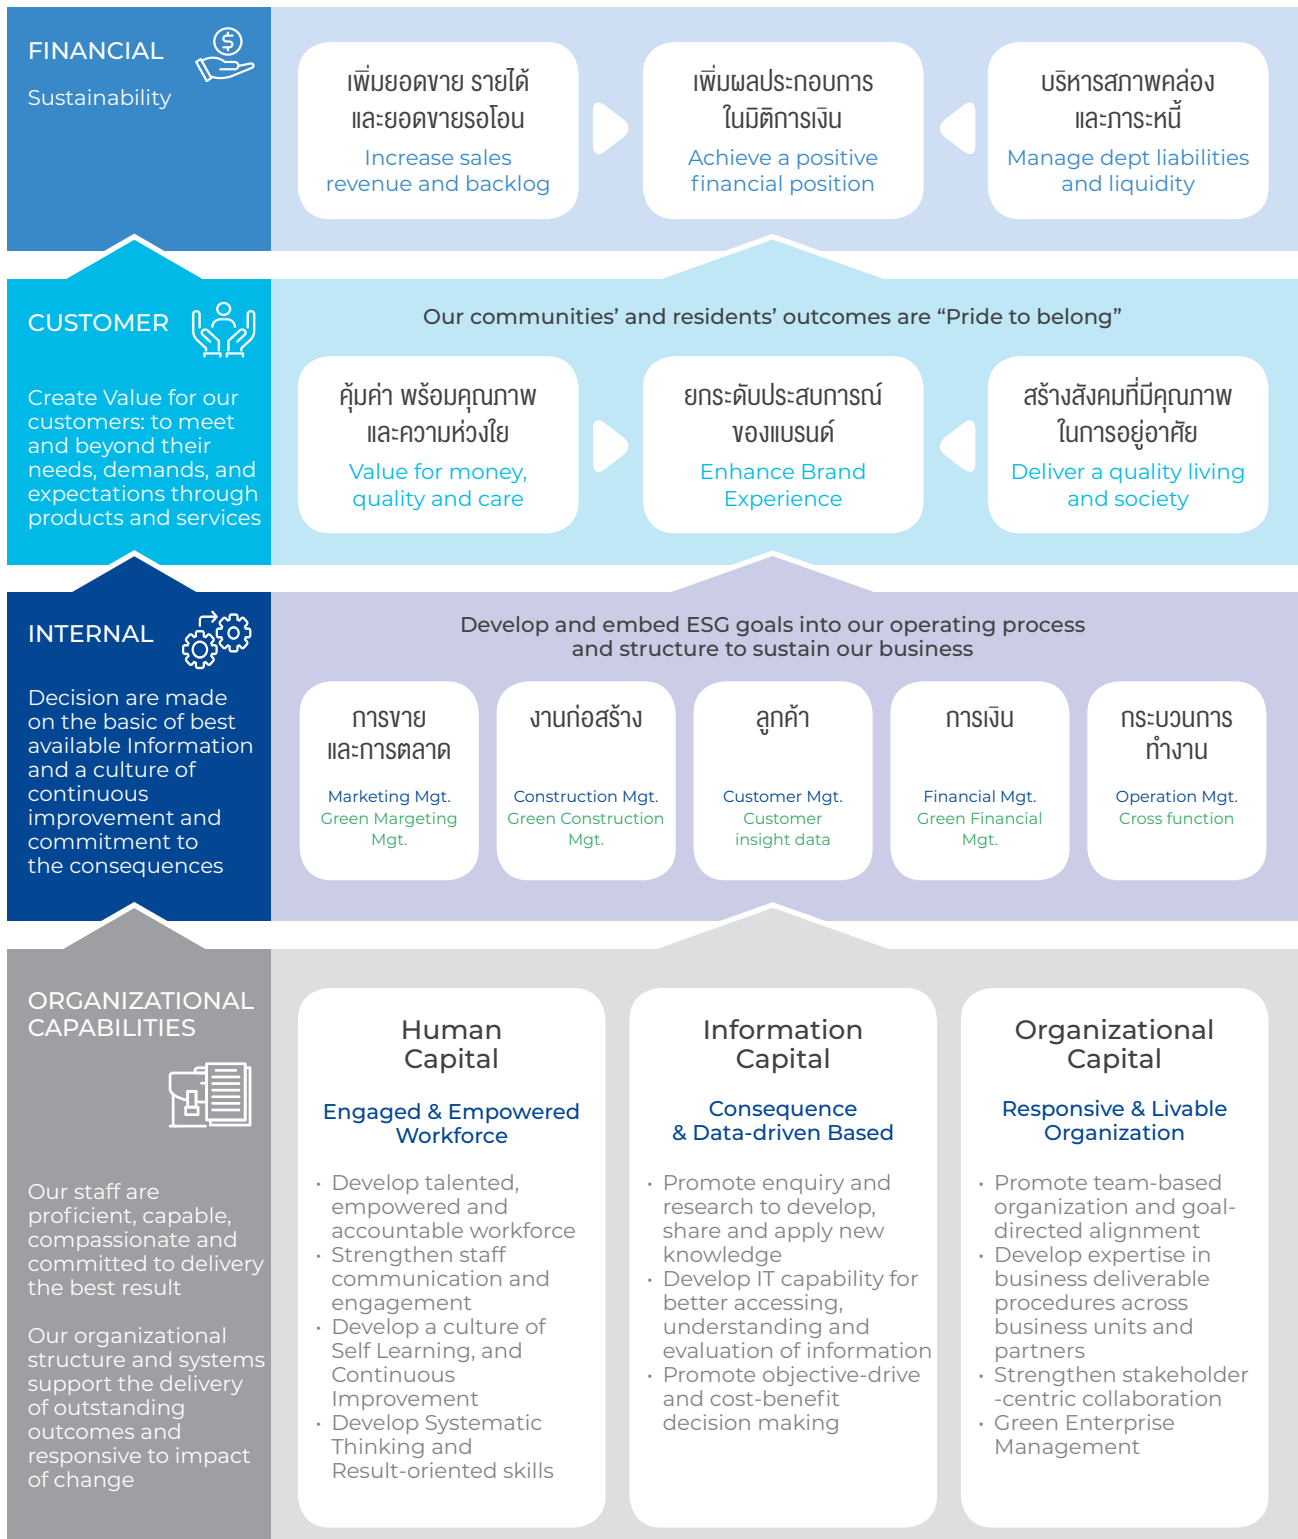 FINANCIAL
Sustainability
เพิ่มยอดขาย รายได้
และยอดขายรอโอน
Increase sales
revenue and backlog
เพิ่มผลประกอบการ
ในมิติการเงิน
Achieve a positive
financial position
บริหารสภาพคล่อง
และภาระหนี้
Manage dept liabilities
and liquidity
CUSTOMER
Create Value for our
customers: to meet
and beyond their
needs, demands, and
expectations through
products and services
Our communities’ and residents’ outcomes are “Pride to belong”
คุ้มค่า พร้อมคุณภาพ
และความห่วงใย
Value for money,
quality and care
ยกระดับประสบการณ์
ของแบรนด์
Enhance Brand
Experience
สร้างสังคมที่มีคุณภาพ
ในการอยู่อาศัย
Deliver a quality living
and society
INTERNAL
Decision are made
on the basic of best
available Information
and a culture of
continuous
improvement and
commitment to
the consequences
Develop and embed ESG goals into our operating process
and structure to sustain our business
การขาย
และการตลาด
Marketing Mgt.
Green Margeting
Mgt.
งานก่อสร้าง
Construction Mgt.
Green Construction
Mgt.
ลูกค้า
Customer Mgt.
Customer
insight data
การเงิน
Financial Mgt.
Green Financial
Mgt.
กระบวนการ
ทำงาน
Operation Mgt.
Cross function
ORGANIZATIONAL
CAPABILITIES
Our staff are
proficient, capable,
compassionate and
committed to delivery
the best result
Our organizational
structure and systems
support the delivery
of outstanding
outcomes and
responsive to impact
of change
Human
Capital
Engaged & Empowered
Workforce
• Develop talented,
empowered and
accountable workforce
• Strengthen staff
communication and
engagement
• Develop a culture of
Self Learning, and
Continuous
Improvement
• Develop Systematic
Thinking and
Result-oriented skills
Information
Capital
Consequence
& Data-driven Based
• Promote enquiry and
research to develop,
share and apply new
knowledge
• Develop IT capability for
better accessing,
understanding and
evaluation of information
• Promote objective-drive
and cost-benefit
decision making
Organizational
Capital
Responsive & Livable
Organization
• Promote team-based
organization and goal-
directed alignment
• Develop expertise in
business deliverable
procedures across
business units and
partners
• Strengthen stakeholder
-centric collaboration
• Green Enterprise
Management